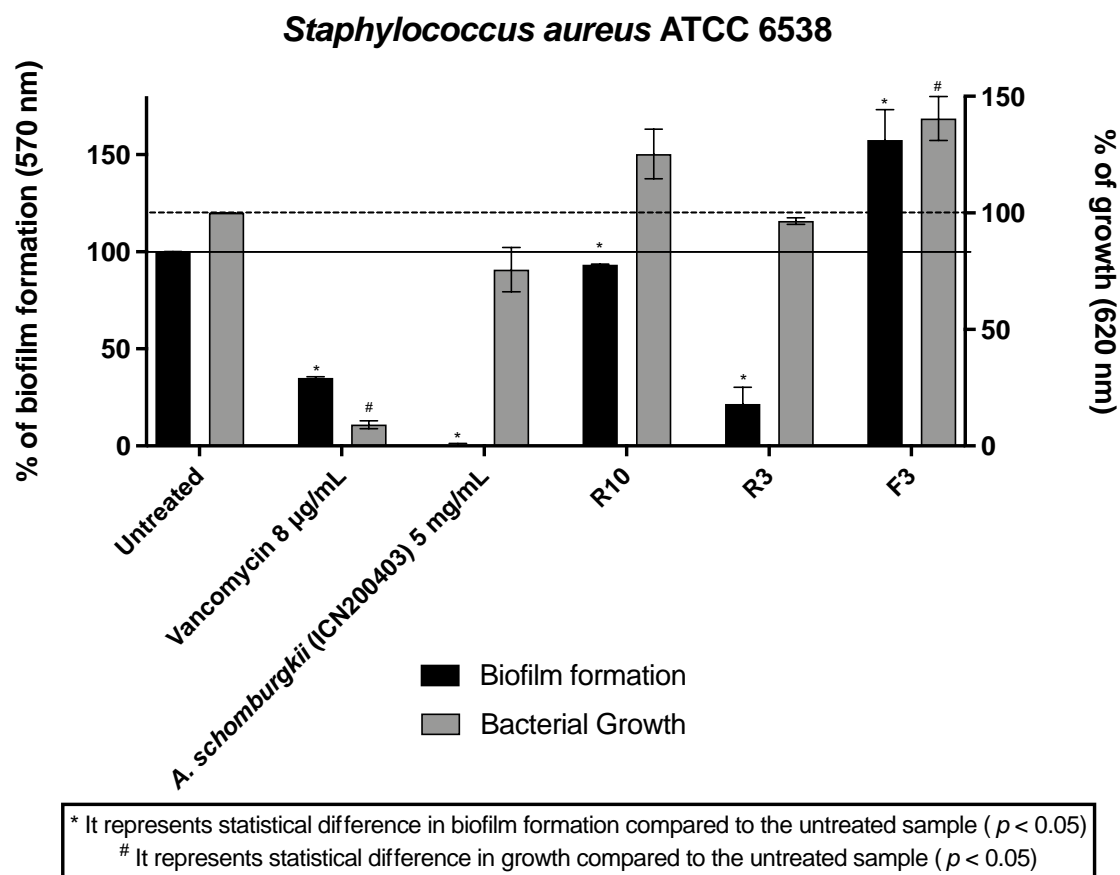 Staphylococcus aureus ATCC 6538
% of biofilm formation (570 nm)
150
100
50
0
150
100
50
0
% of growth (620 nm)
*
#
*
*
*
*
#
Untreated
Vancomycin 8 µg/mL
A. schomburgkii (ICN200403) 5 mg/mL
R10
R3
F3
Biofilm formation
Bacterial Growth
* It represents statistical difference in biofilm formation compared to the untreated sample ( p < 0.05)
# It represents statistical difference in growth compared to the untreated sample ( p < 0.05)